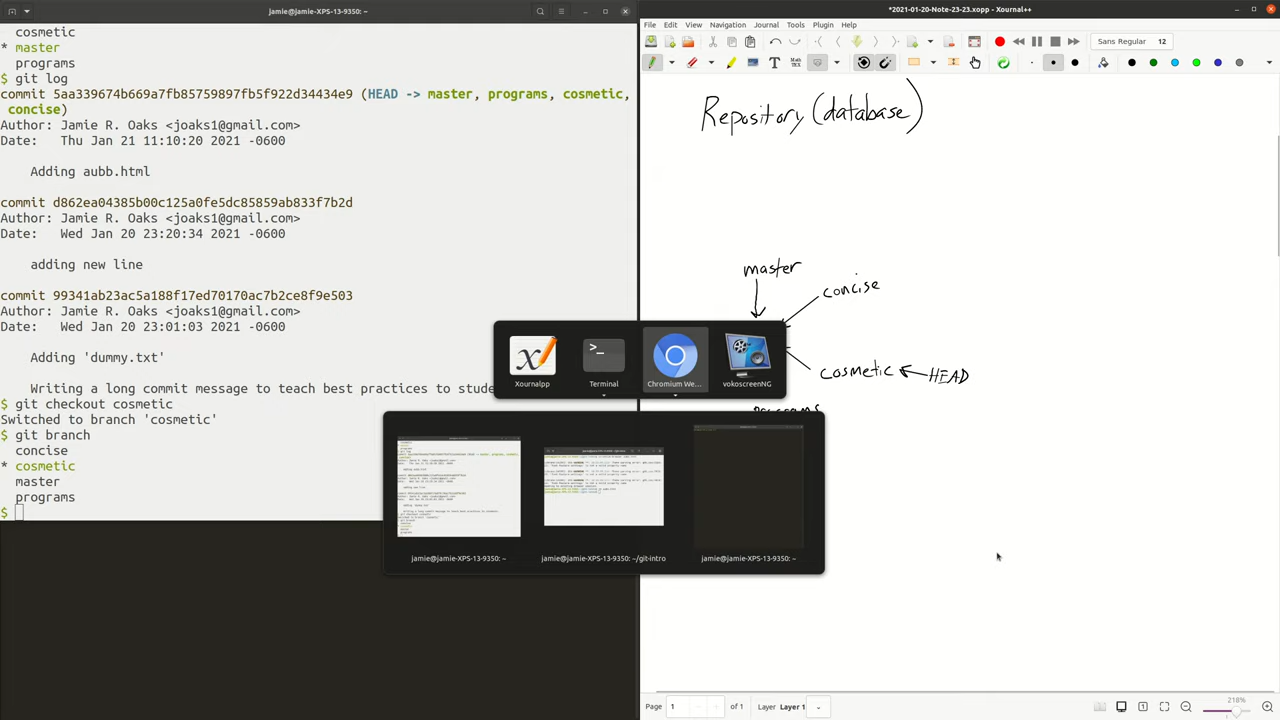 jamie@jamie-XPS-13-9350: ~
cosmetic
* master
programs
$ git log
commit 5aa339674b669a7fb85759897fb5f922d34434e9 (HEAD -> master, programs, cosmetic,
concise)
Author: Jamie R. Oaks <joaks1@gmail.com>
Date:   Thu Jan 21 11:10:20 2021 -0600
Adding aubb.html
commit d862ea04385b00c125a0fe5dc85859ab833f7b2d
Author: Jamie R. Oaks <joaks1@gmail.com>
Date:   Wed Jan 20 23:20:34 2021 -0600
adding new line
commit 99341ab23ac5a188f17ed70170ac7b2ce8f9e503
Author: Jamie R. Oaks <joaks1@gmail.com>
Date:   Wed Jan 20 23:01:03 2021 -0600
Adding 'dummy.txt'
Writing a long commit message to teach best practices to stude
$ git checkout cosmetic
Switched to branch 'cosmetic'
$ git branch
concise
* cosmetic
master
programs
$
*2021-01-20-Note-23-23.xopp - Xournal++
File Edit View Navigation Journal Tools Plugin Help
Sans Regular 12
Repository (database)
master
concise
cosmetic
HEAD
programs
Xournalpp
Terminal
Chromium We...
vokoscreenNG
jamie@jamie-XPS-13-9350: ~
jamie@jamie-XPS-13-9350: ~/git-intro
jamie@jamie-XPS-13-9350: ~
Page 1 of 1 Layer Layer 1
218%